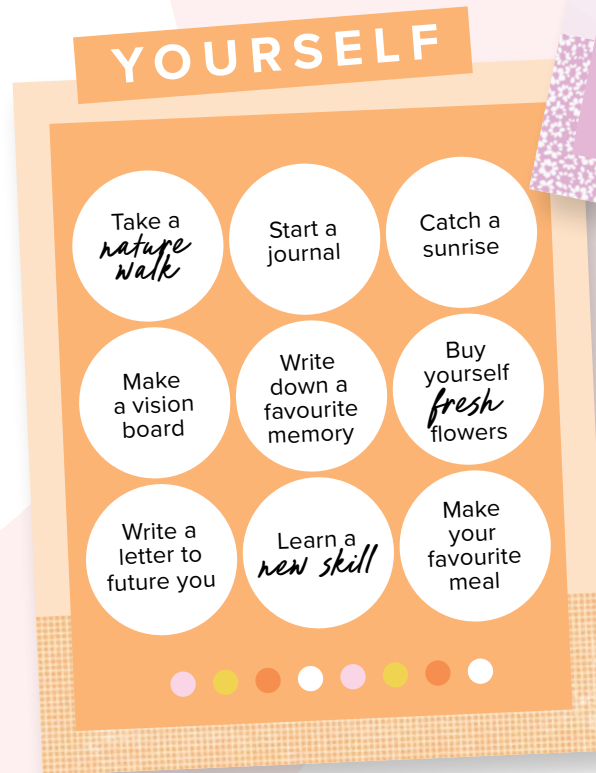 YOURSELF
Take a
nature
walk
Start a
journal
Catch a
sunrise
Make
a vision
board
Write
down a
favourite
memory
Buy
yourself
fresh
flowers
Write a
letter to
future you
Learn a
new skill
Make
your
favourite
meal